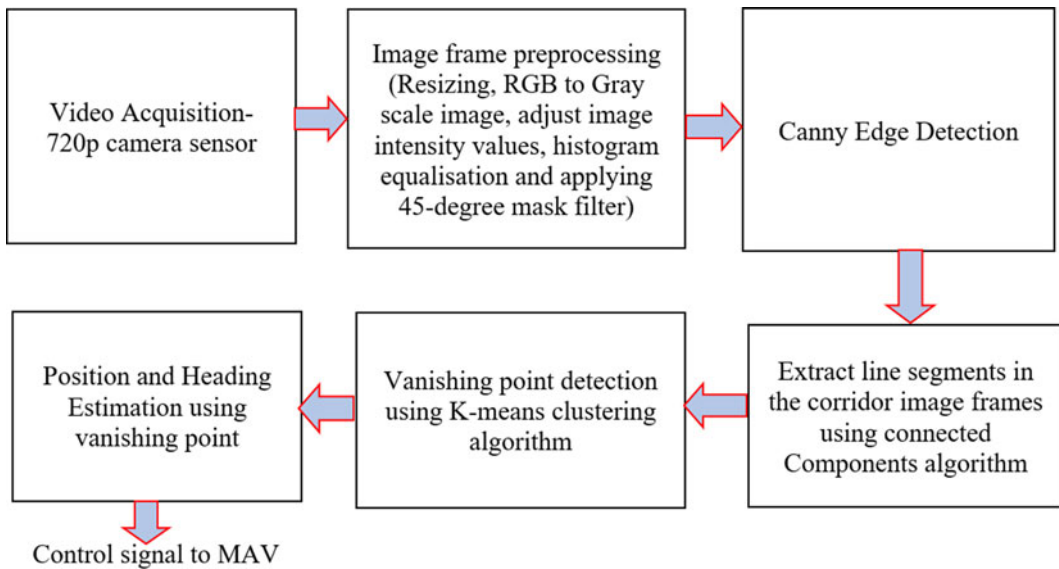 Video Acquisition-
720p camera sensor
Image frame preprocessing
(Resizing, RGB to Gray
scale image, adjust image
intensity values, histogram
equalisation and applying
45-degree mask filter)
Canny Edge Detection
Extract line segments in
the corridor image frames
using connected
Components algorithm
Vanishing point detection
using K-means clustering
algorithm
Position and Heading
Estimation using
vanishing point
Control signal to MAV